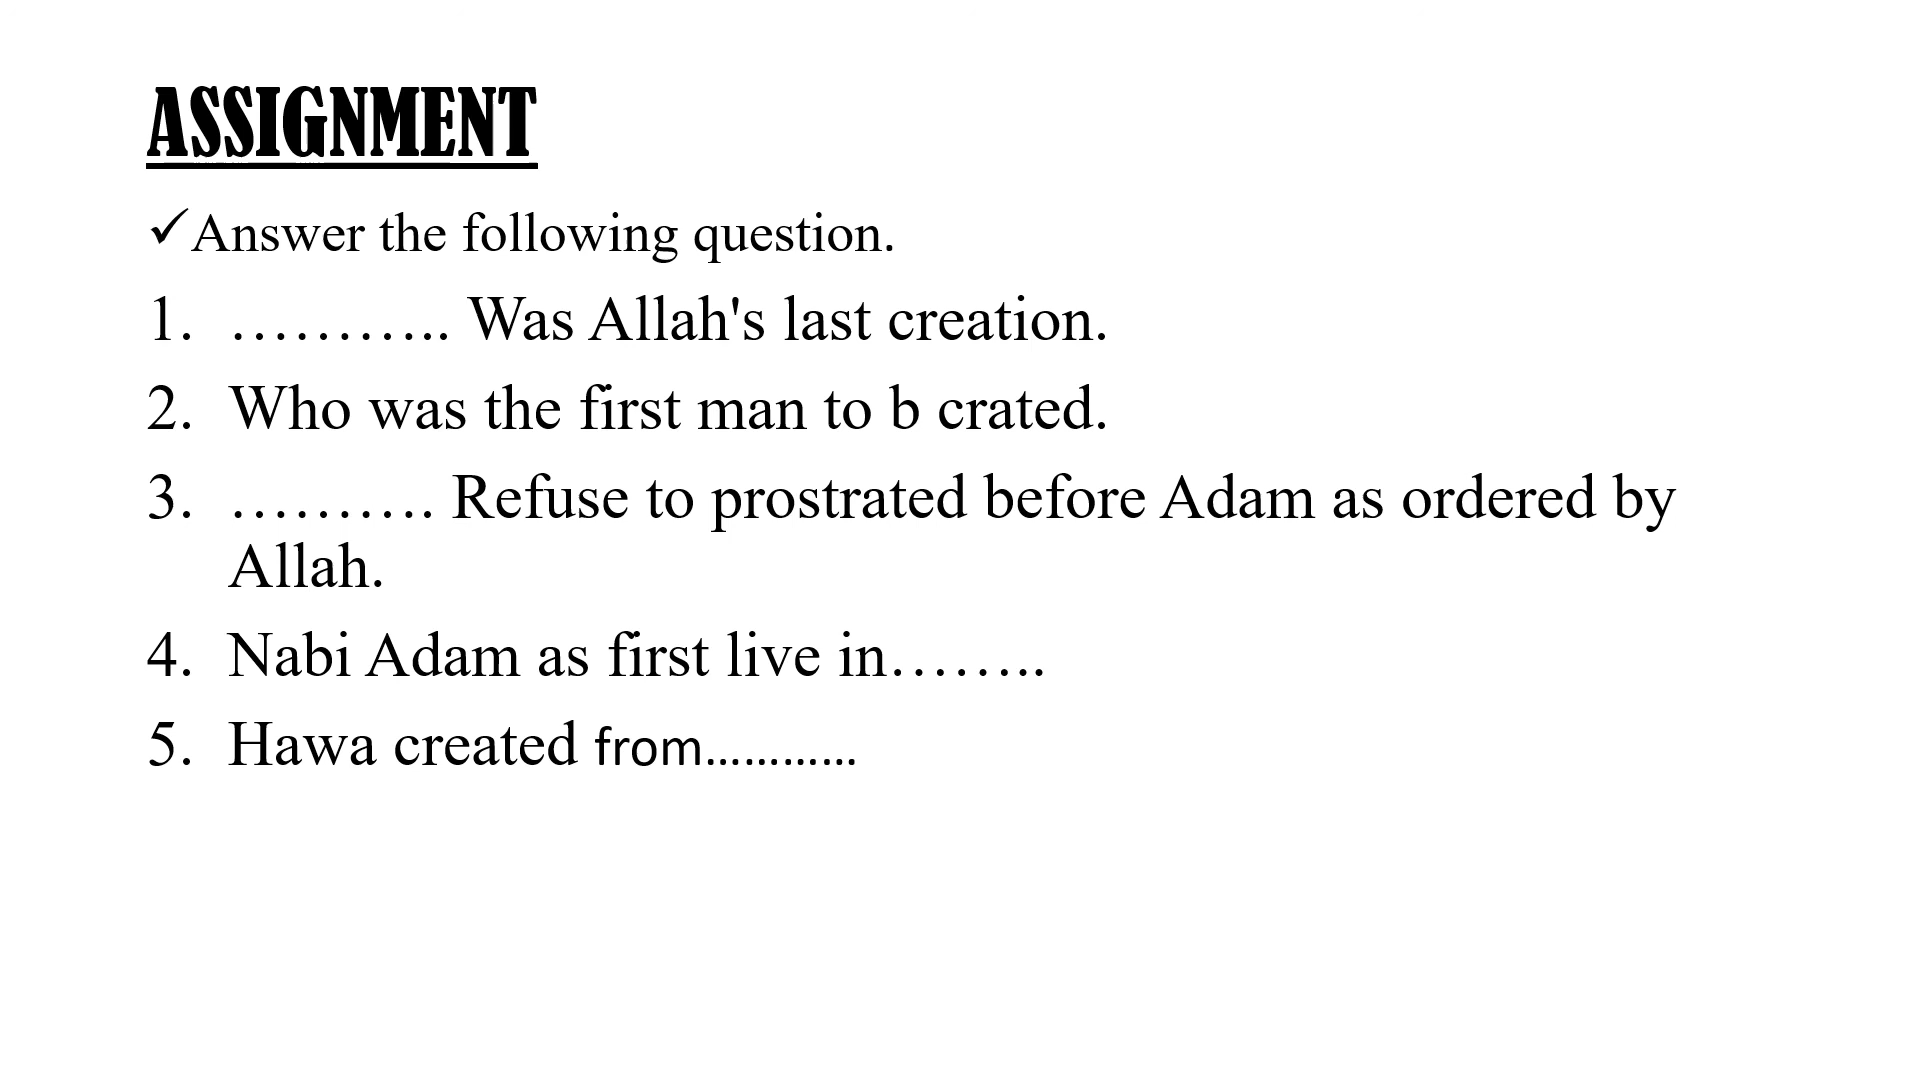 ASSIGNMENT
✓Answer the following question.
1. ……….. Was Allah's last creation.
2. Who was the first man to b crated.
3. ………. Refuse to prostrated before Adam as ordered by
Allah.
4. Nabi Adam as first live in……..
5. Hawa created from…………